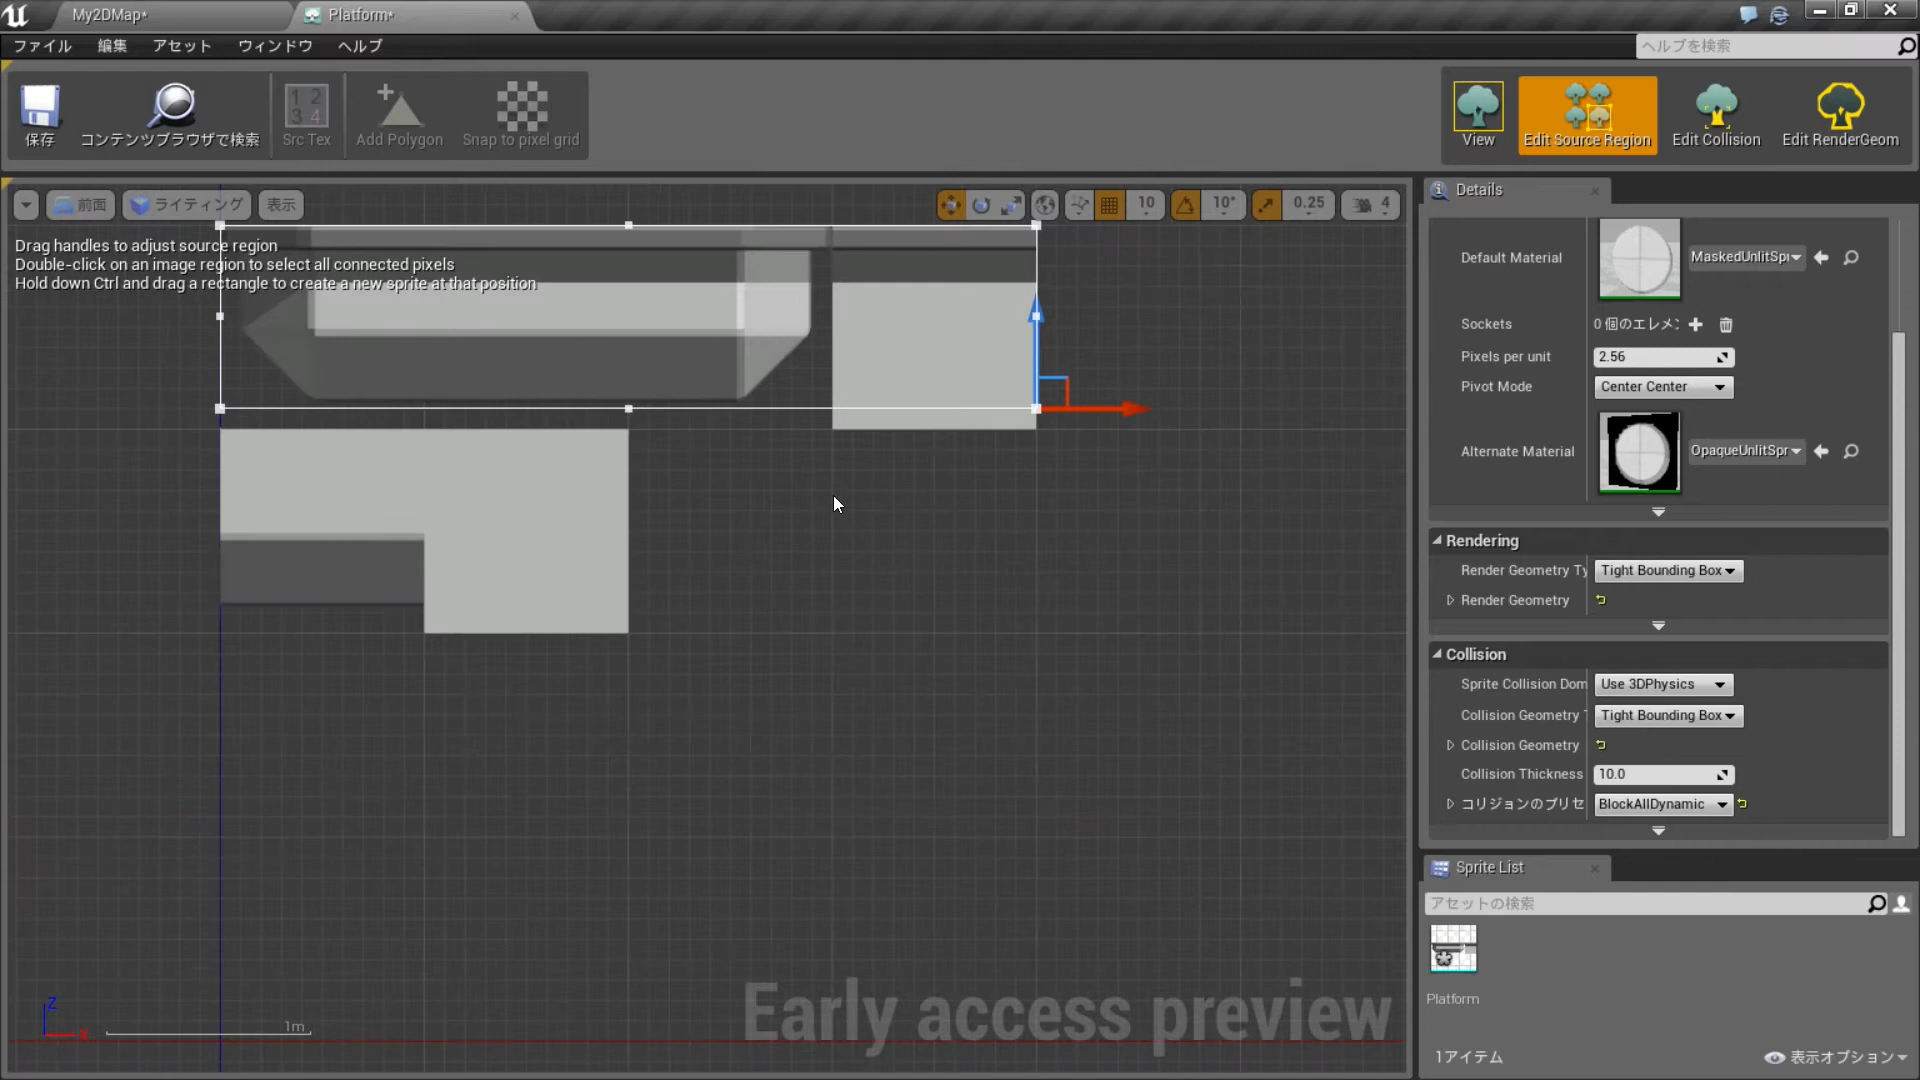 My2DMap*
Platform*
ファイル 編集 アセット ウィンドウ ヘルプ
ヘルプを検索
保存
コンテンツブラウザで検索
1 2
3 4
Src Tex
Add Polygon
Snap to pixel grid
View
Edit Source Region
Edit Collision
Edit RenderGeom
前面
ライティング
表示
10
10°
0.25
4
Drag handles to adjust source region
Double-click on an image region to select all connected pixels
Hold down Ctrl and drag a rectangle to create a new sprite at that position
Z
X
1m
Early access preview
Details
Default Material
MaskedUnlitSpr
Sockets
0 個のエレメン
Pixels per unit
2.56
Pivot Mode
Center Center
Alternate Material
OpaqueUnlitSpr
Rendering
Render Geometry Ty
Tight Bounding Box
Render Geometry
Collision
Sprite Collision Dom
Use 3DPhysics
Collision Geometry T
Tight Bounding Box
Collision Geometry
Collision Thickness
10.0
コリジョンのプリセ
BlockAllDynamic
Sprite List
アセットの検索
Platform
1アイテム
表示オプション